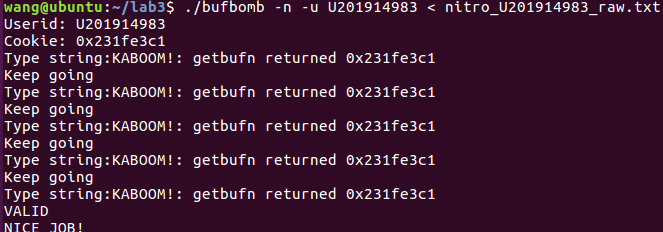 wang@ubuntu:~/lab3$ ./bufbomb -n -u U201914983 < nitro_U201914983_raw.txt
Userid: U201914983
Cookie: 0x231fe3c1
Type string:KABOOM!: getbufn returned 0x231fe3c1
Keep going
Type string:KABOOM!: getbufn returned 0x231fe3c1
Keep going
Type string:KABOOM!: getbufn returned 0x231fe3c1
Keep going
Type string:KABOOM!: getbufn returned 0x231fe3c1
Keep going
Type string:KABOOM!: getbufn returned 0x231fe3c1
VALID
NICE JOB!